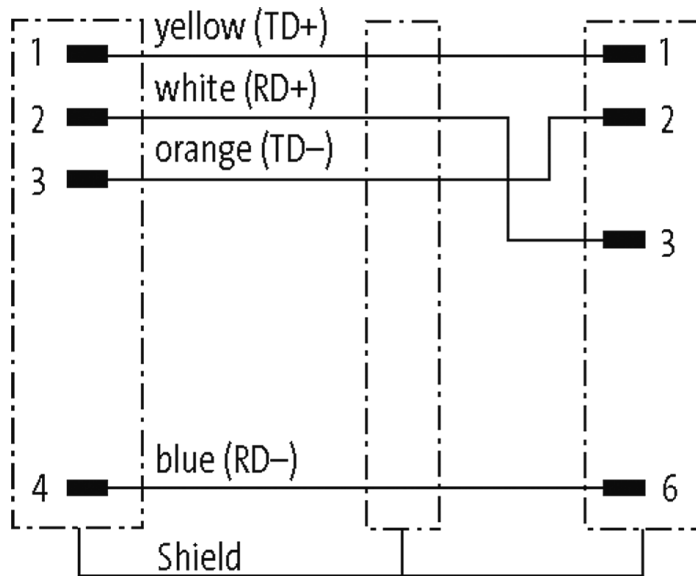 1 yellow (TD+) 1
2 white (RD+) 2
3 orange (TD–)
3
4 blue (RD–) 6
Shield